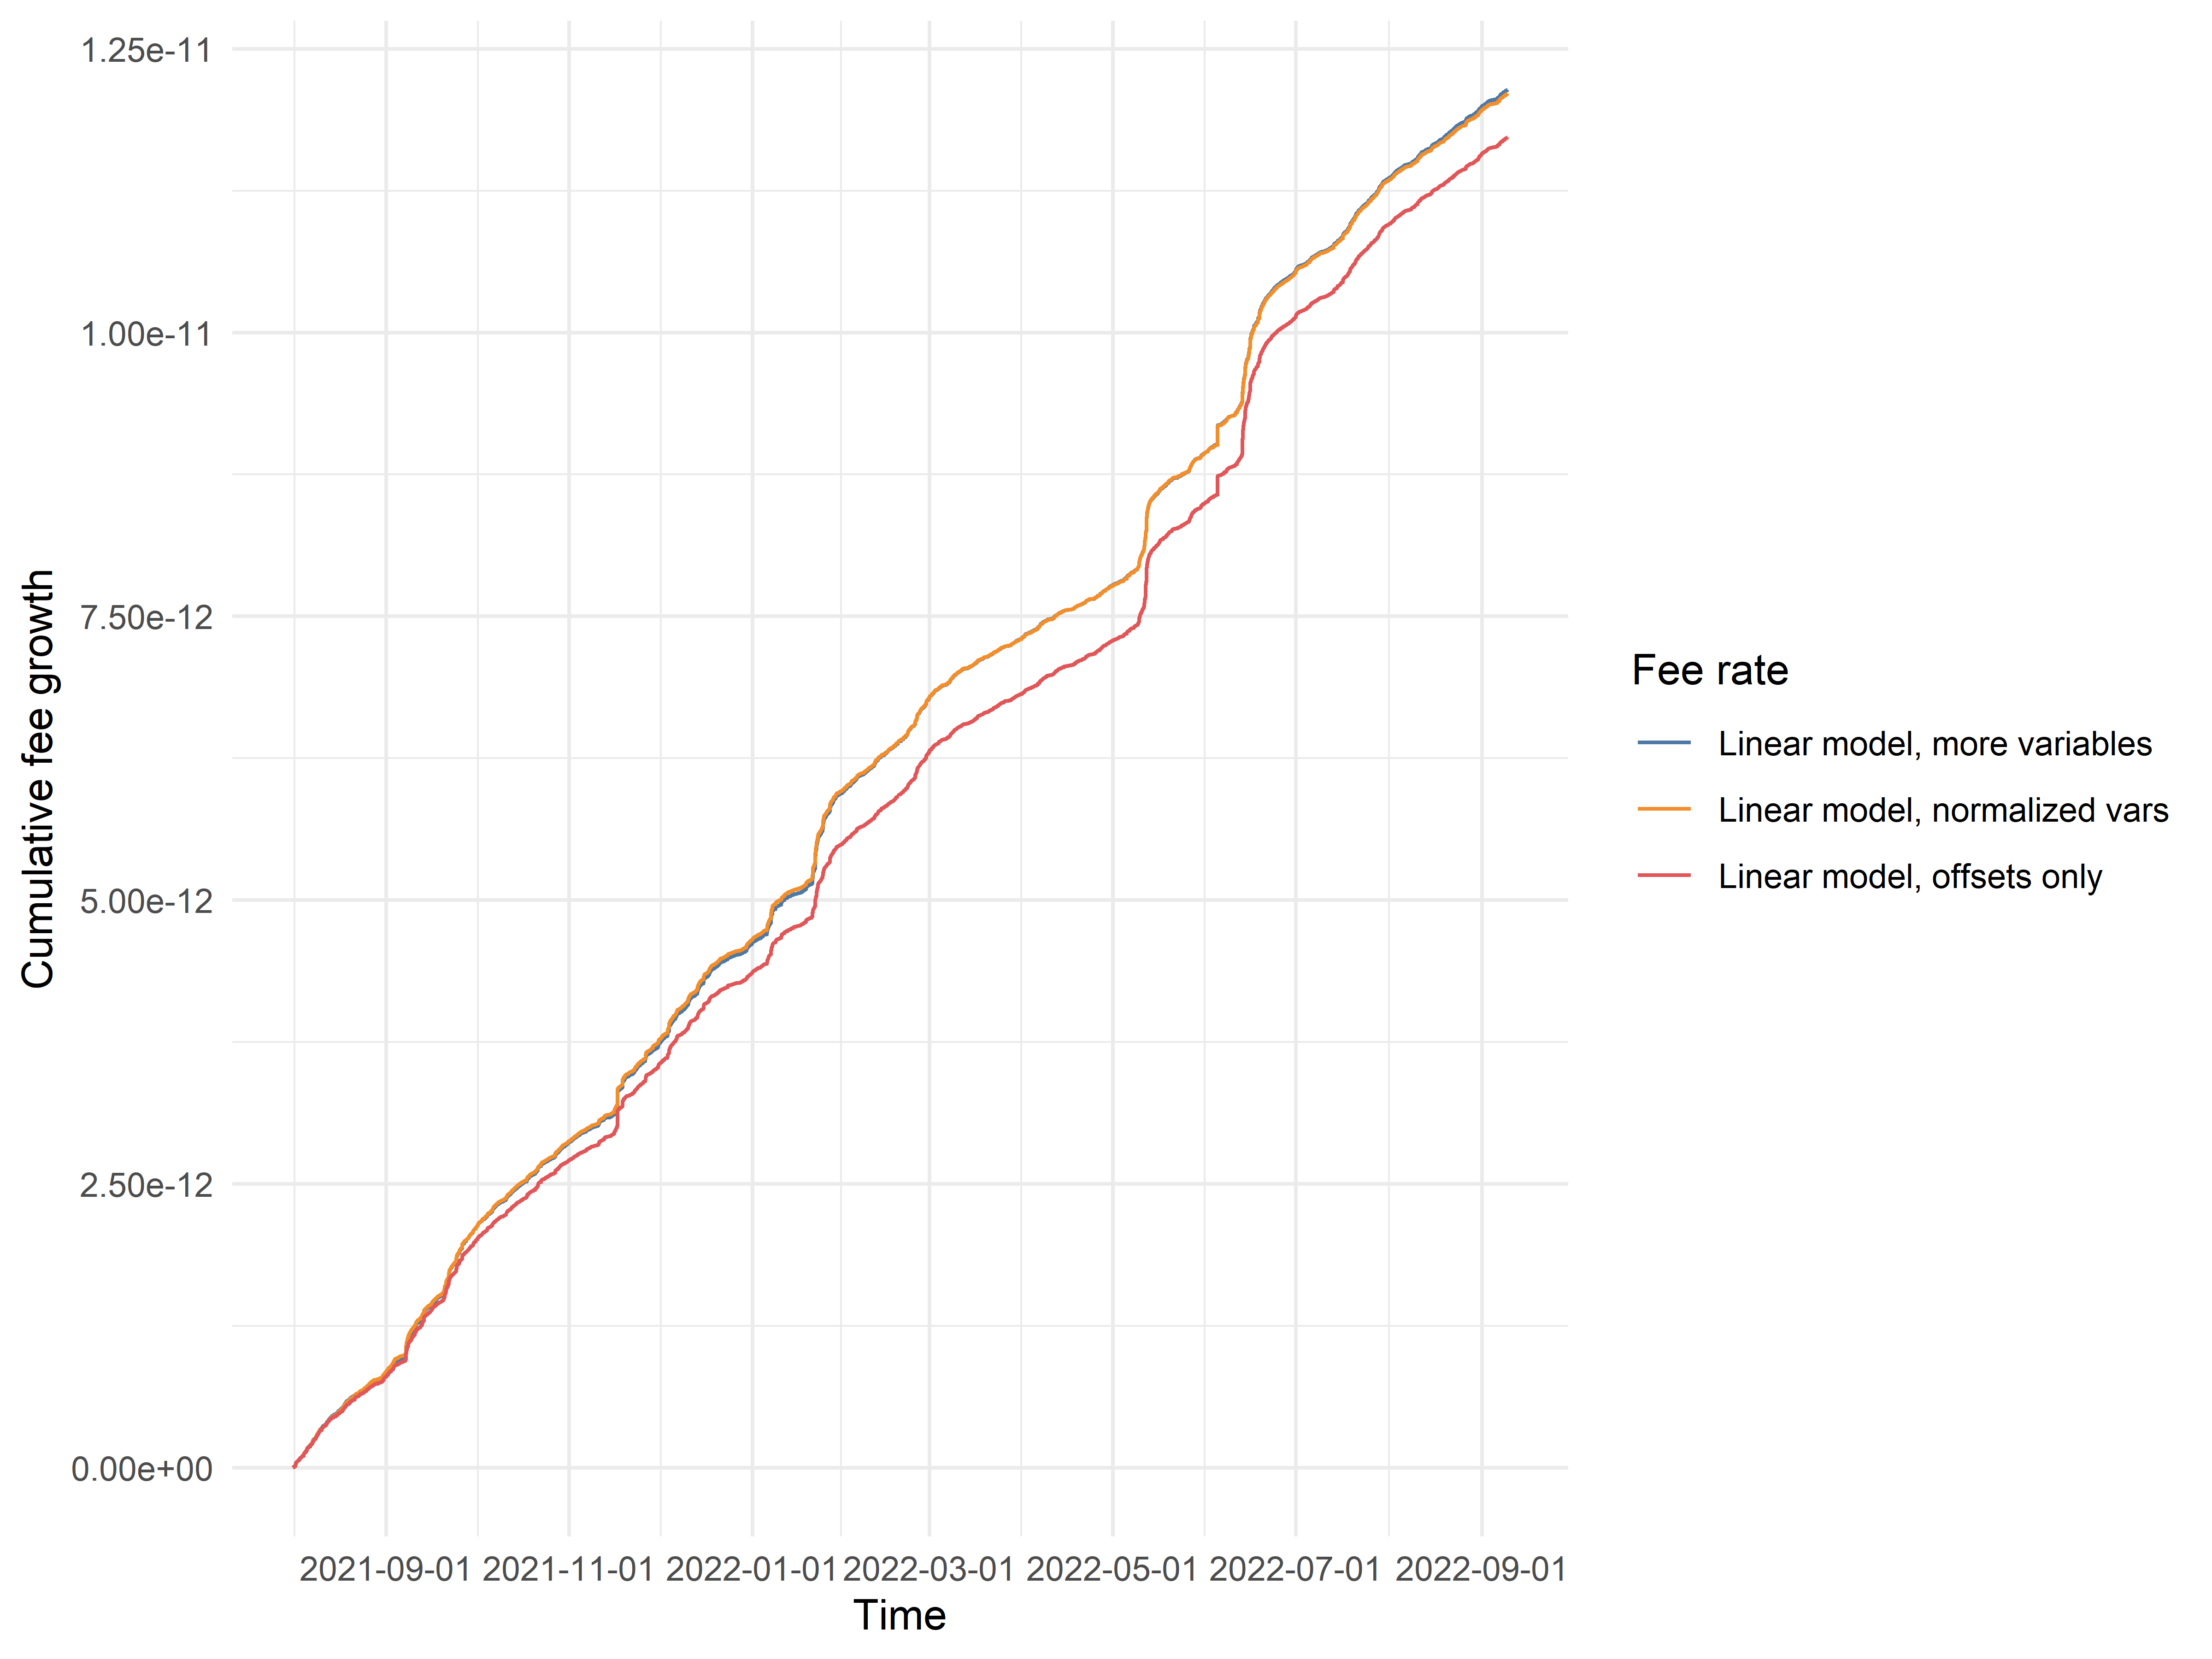 1.25e-11
1.00e-11
7.50e-12
5.00e-12
2.50e-12
0.00e+00
Cumulative fee growth
2021-09-01 2021-11-01 2022-01-01 2022-03-01 2022-05-01 2022-07-01 2022-09-01
Time
Fee rate
Linear model, more variables
Linear model, normalized vars
Linear model, offsets only